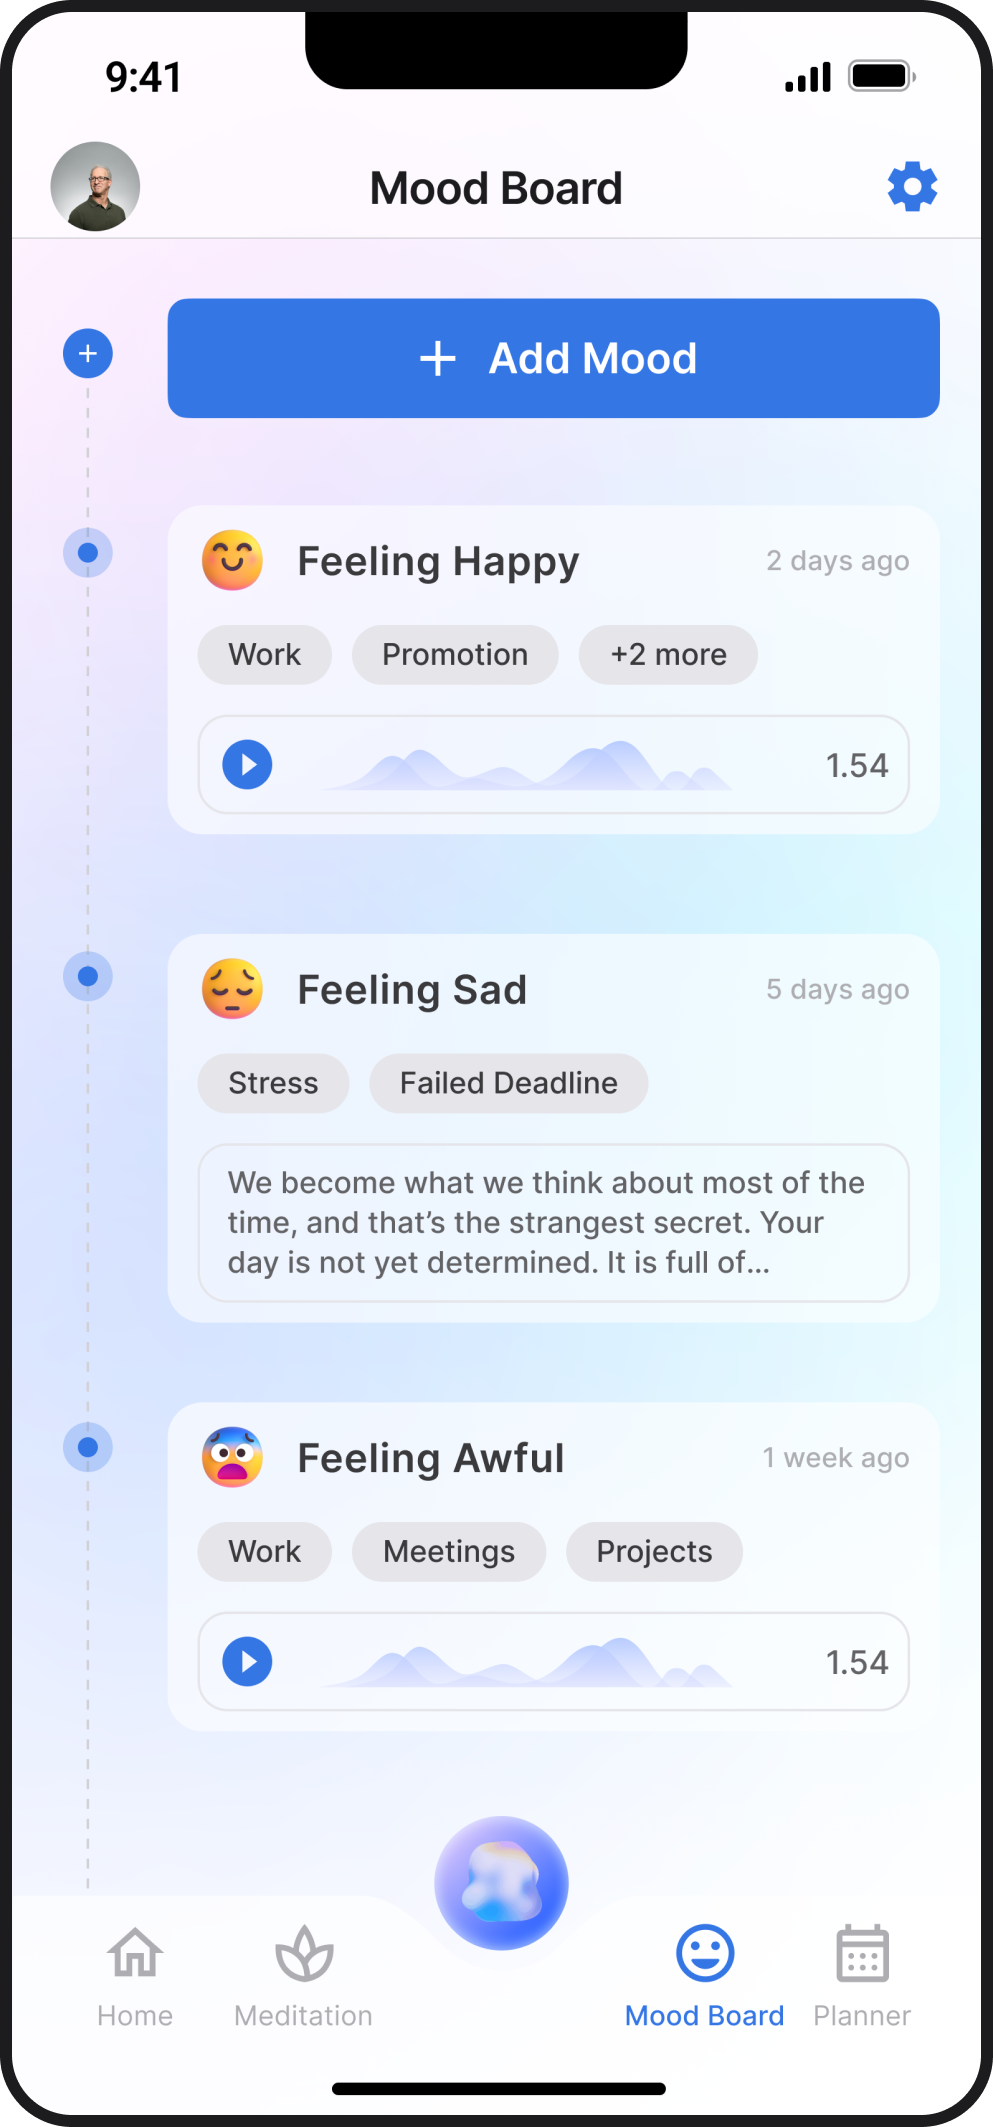 9:41
Mood Board
+ Add Mood
Feeling Happy
2 days ago
Work
Promotion
+2 more
1.54
Feeling Sad
5 days ago
Stress
Failed Deadline
We become what we think about most of the
time, and that’s the strangest secret. Your
day is not yet determined. It is full of...
Feeling Awful
1 week ago
Work
Meetings
Projects
1.54
Home
Meditation
Mood Board
Planner